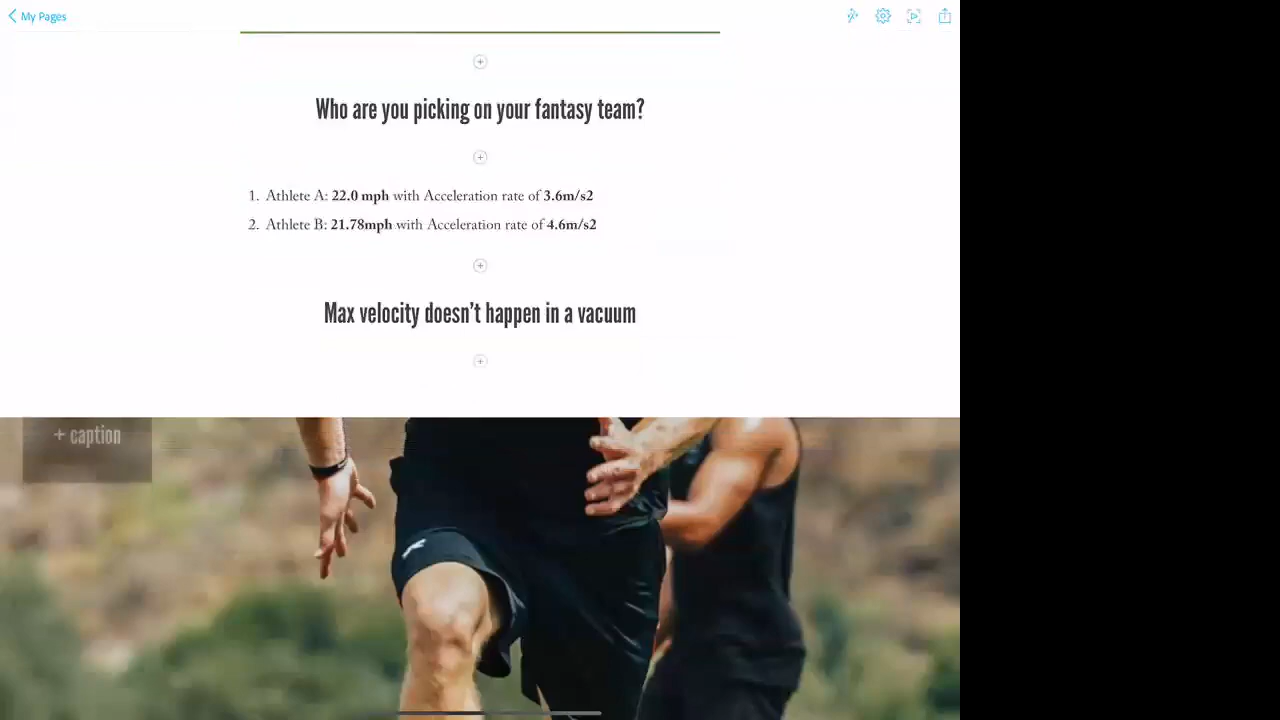 My Pages
Who are you picking on your fantasy team?
1. Athlete A: 22.0 mph with Acceleration rate of 3.6m/s2
2. Athlete B: 21.78mph with Acceleration rate of 4.6m/s2
Max velocity doesn't happen in a vacuum
+ caption